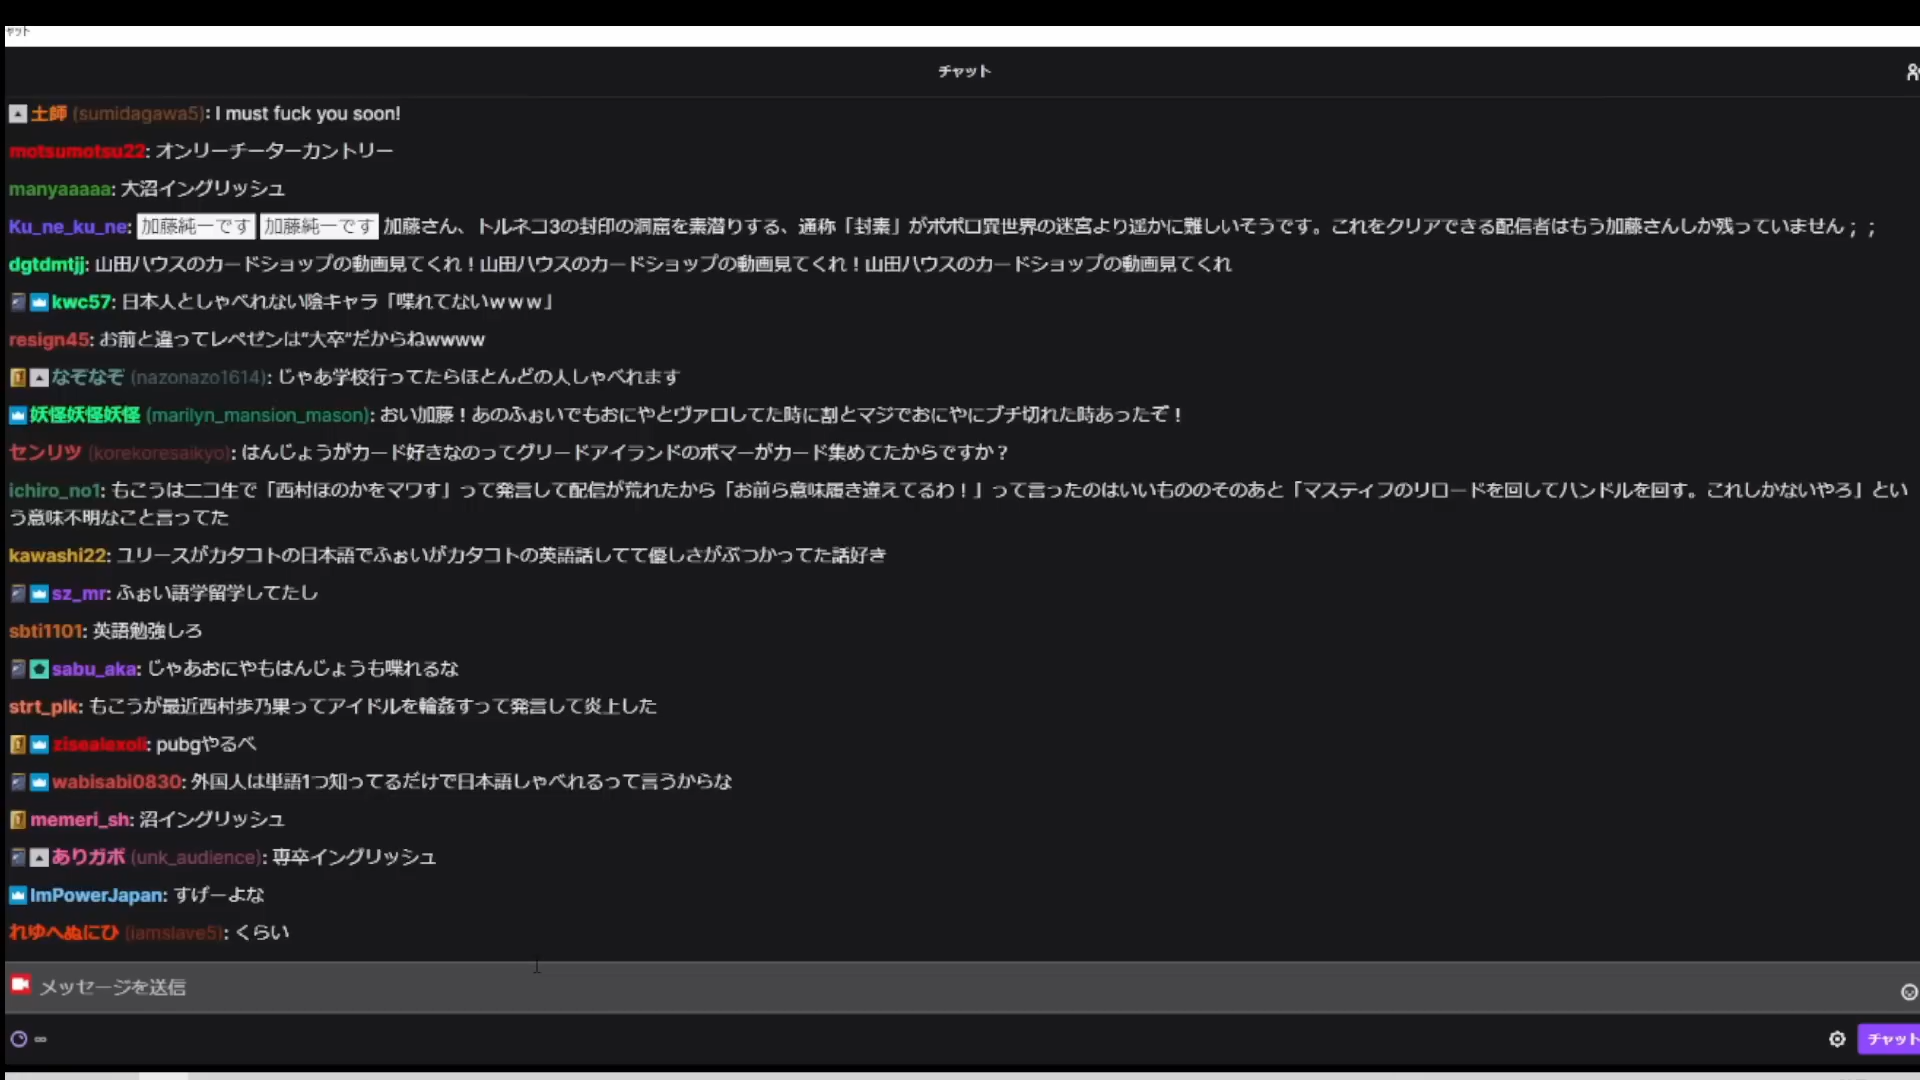 チャット
土師 (sumidagawa5): I must fuck you soon!
motsumotsu22: オンリーチーターカントリー
manyaaaaa: 大沼イングリッシュ
Ku_ne_ku_ne: 加藤純一です 加藤純一です 加藤さん、トルネコ3の封印の洞窟を素潜りする、通称「封素」がポポロ異世界の迷宮より遥かに難しいそうです。これをクリアできる配信者はもう加藤さんしか残っていません；；
dgtdmtjj: 山田ハウスのカードショップの動画見てくれ！山田ハウスのカードショップの動画見てくれ！山田ハウスのカードショップの動画見てくれ
kwc57: 日本人としゃべれない陰キャラ「喋れてないｗｗｗ」
resign45: お前と違ってレペゼンは"大卒"だからねwwww
なぞなぞ (nazonazo1614): じゃあ学校行ってたらほとんどの人しゃべれます
妖怪妖怪妖怪 (marilyn_mansion_mason): おい加藤！あのふぉいでもおにやとヴァロしてた時に割とマジでおにやにブチ切れた時あったぞ！
センリツ (korekoresaikyo): はんじょうがカード好きなのってグリードアイランドのボマーがカード集めてたからですか？
ichiro_no1: もこうはニコ生で「西村ほのかをマワす」って発言して配信が荒れたから「お前ら意味履き違えてるわ！」って言ったのはいいもののそのあと「マスティフのリロードを回してハンドルを回す。これしかないやろ」とい
う意味不明なこと言ってた
kawashi22: ユリースがカタコトの日本語でふぉいがカタコトの英語話してて優しさがぶつかってた話好き
sz_mr: ふぉい語学留学してたし
sbti1101: 英語勉強しろ
sabu_aka: じゃあおにやもはんじょうも喋れるな
strt_plk: もこうが最近西村歩乃果ってアイドルを輪姦すって発言して炎上した
zisealexoli: pubgやるべ
wabisabi0830: 外国人は単語1つ知ってるだけで日本語しゃべれるって言うからな
memeri_sh: 沼イングリッシュ
ありガボ (unk_audience): 専卒イングリッシュ
ImPowerJapan: すげーよな
れゆへぬにひ (iamslave5): くらい
メッセージを送信
∞
チャット